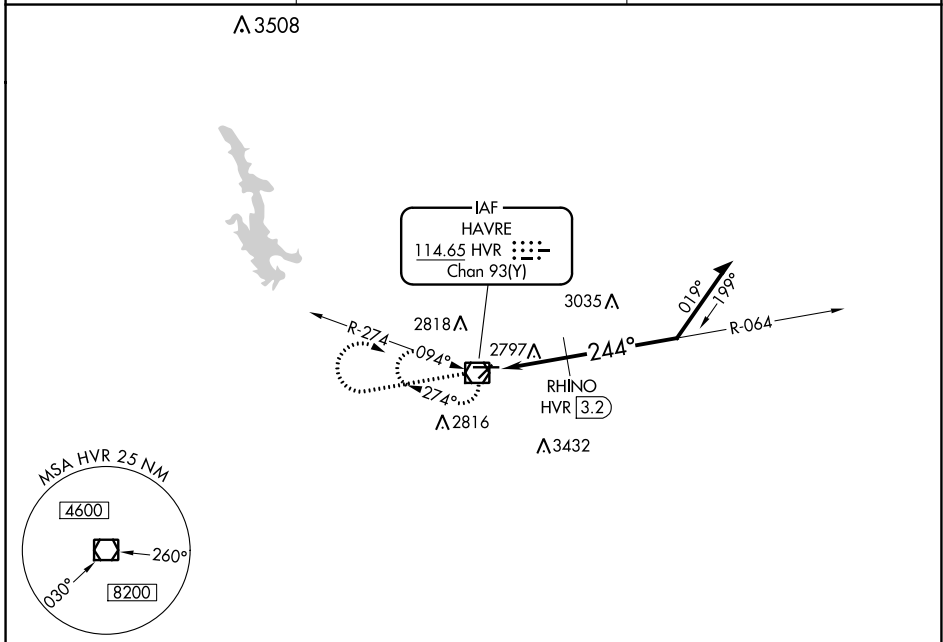 3508
IAF
HAVRE
114.65 HVR
Chan 93(Y)
3035
019°
199°
R-064
2818
R-274
094°
2797
244°
274°
RHINO
HVR 3.2
2816
3432
MSA HVR 25 NM
4600
260°
030°
8200